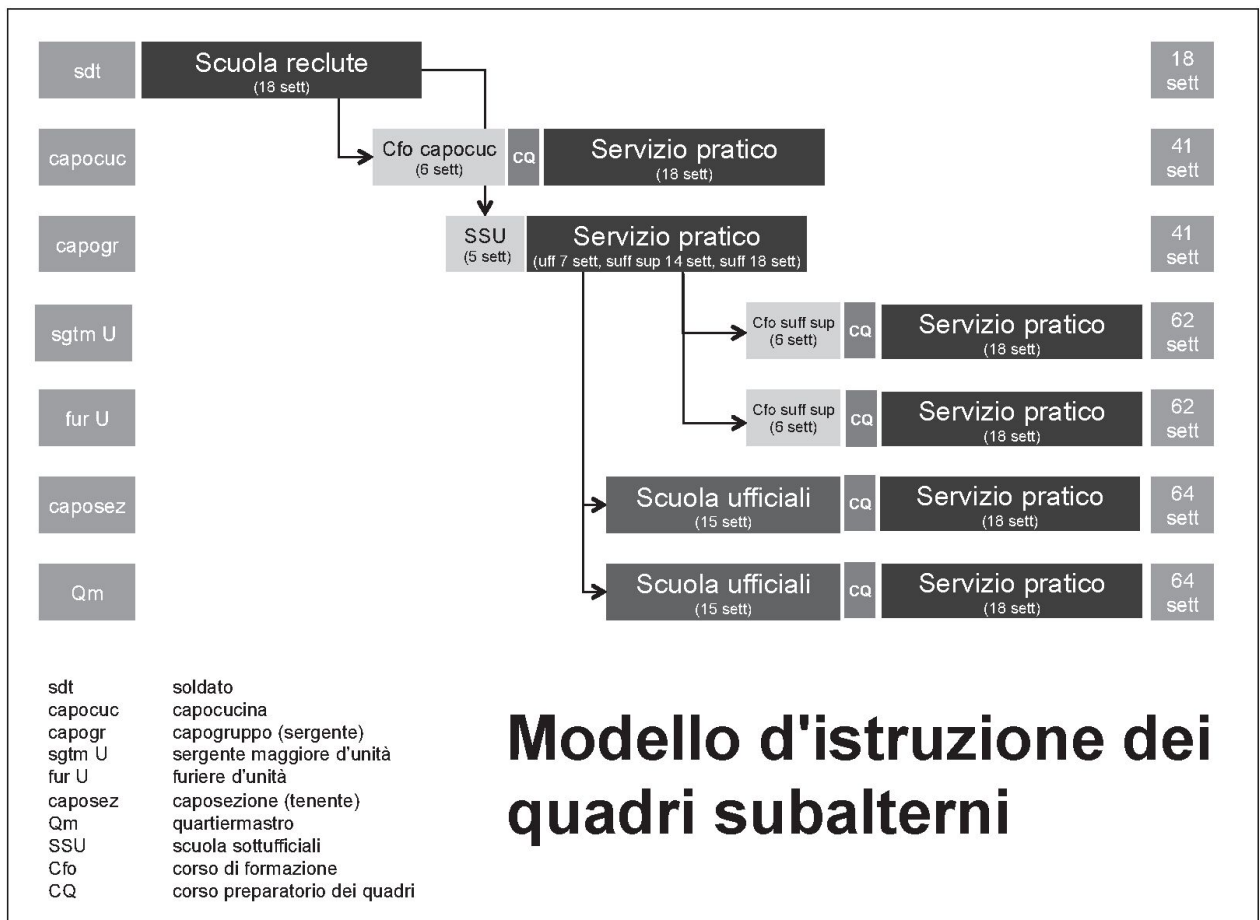 sdt
Scuola reclute
(18 sett)
18
sett
capocuc
Cfo capocuc
(6 sett)
CQ
Servizio pratico
(18 sett)
41
sett
capogr
SSU
(5 sett)
Servizio pratico
(uff 7 sett, suff sup 14 sett, suff 18 sett)
41
sett
sgtm U
Cfo suff sup
(6 sett)
CQ
Servizio pratico
(18 sett)
62
sett
fur U
Cfo suff sup
(6 sett)
CQ
Servizio pratico
(18 sett)
62
sett
caposez
Scuola ufficiali
(15 sett)
CQ
Servizio pratico
(18 sett)
64
sett
Qm
Scuola ufficiali
(15 sett)
CQ
Servizio pratico
(18 sett)
64
sett
sdt soldato
capocuc capocucina
capogr capogruppo (sergente)
sgtm U sergente maggiore d'unità
fur U furiere d'unità
caposez caposezione (tenente)
Qm quartiermastro
SSU scuola sottufficiali
Cfo corso di formazione
CQ corso preparatorio dei quadri
Modello d'istruzione dei
quadri subalterni